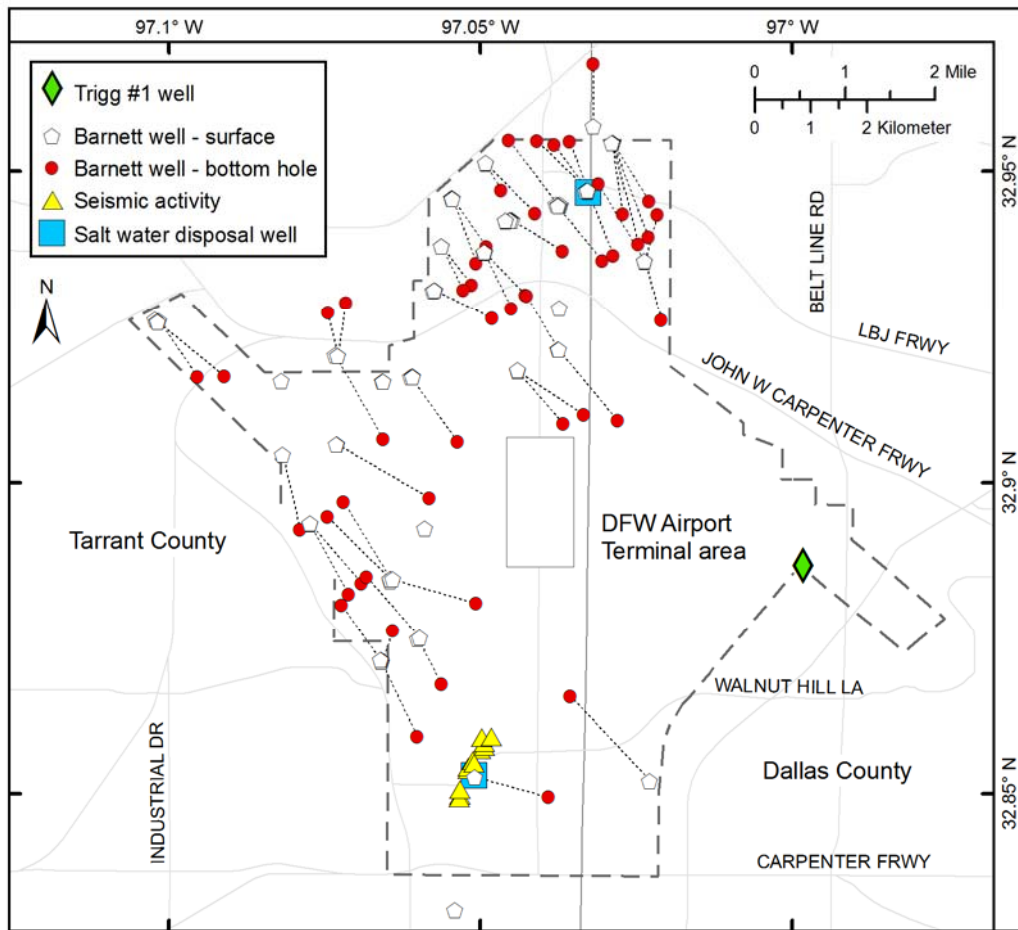 97.1° W
97.05° W
97° W
Trigg #1 well
Barnett well - surface
Barnett well - bottom hole
Seismic activity
Salt water disposal well
0
1
2 Mile
0
1
2 Kilometer
N
32.95° N
BELT LINE RD
LBJ FRWY
JOHN W CARPENTER FRWY
32.9° N
Tarrant County
DFW Airport
Terminal area
WALNUT HILL LA
INDUSTRIAL DR
Dallas County
32.85° N
CARPENTER FRWY